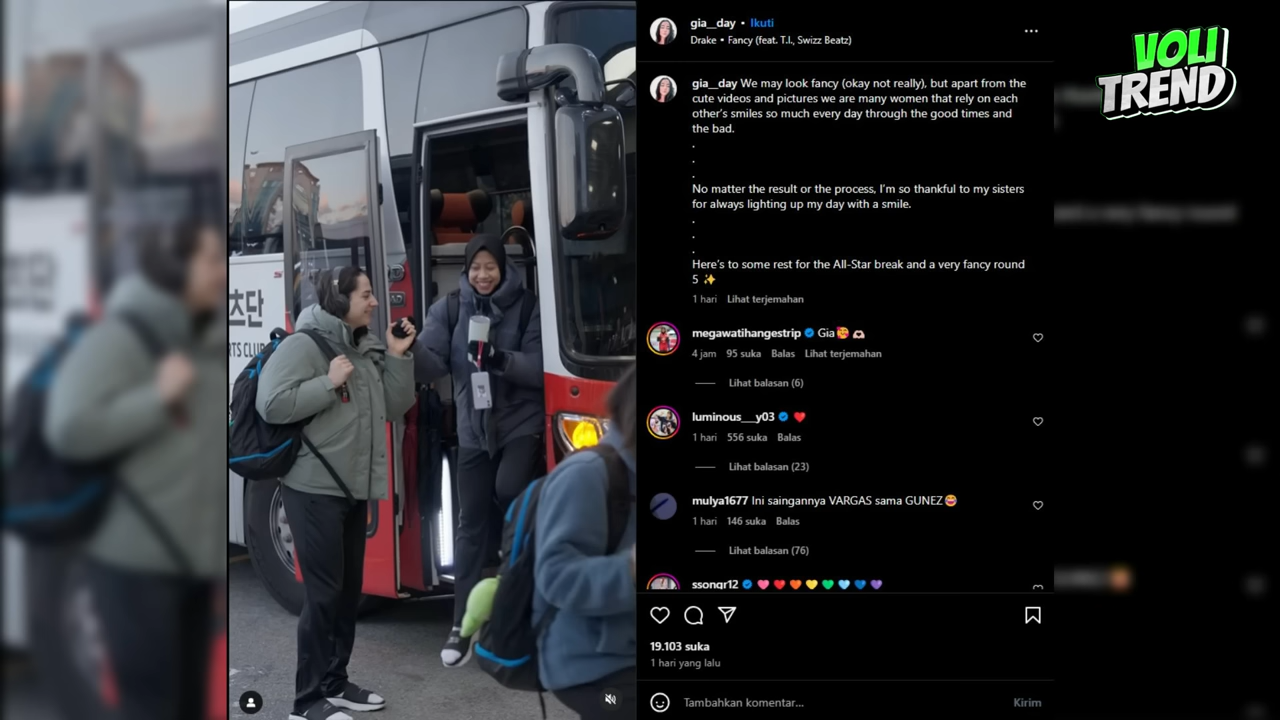 gia__day • Ikuti
Drake • Fancy (feat. T.I., Swizz Beatz)
VOLI
TREND
gia__day We may look fancy (okay not really), but apart from the
cute videos and pictures we are many women that rely on each
other's smiles so much every day through the good times and
the bad.
.
.
.
No matter the result or the process, I'm so thankful to my sisters
for always lighting up my day with a smile.
.
.
.
Here's to some rest for the All-Star break and a very fancy round
5 ✨
1 hari Lihat terjemahan
megawatihangestrip Gia🥰 🫶🏻
4 jam 95 suka Balas Lihat terjemahan
Lihat balasan (6)
luminous___y03 ❤️
1 hari 556 suka Balas
Lihat balasan (23)
mulya1677 Ini saingannya VARGAS sama GUNEZ😂
1 hari 146 suka Balas
Lihat balasan (76)
ssongr12 🩷❤️🧡💛💚🩵💙💜
19.103 suka
1 hari yang lalu
Tambahkan komentar...
Kirim
츠단
RTS CLUB